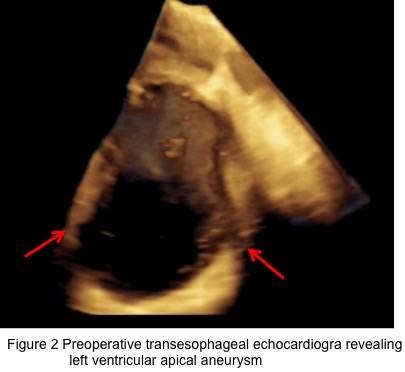 Figure 2 Preoperative transesophageal echocardiogra revealing
left ventricular apical aneurysm